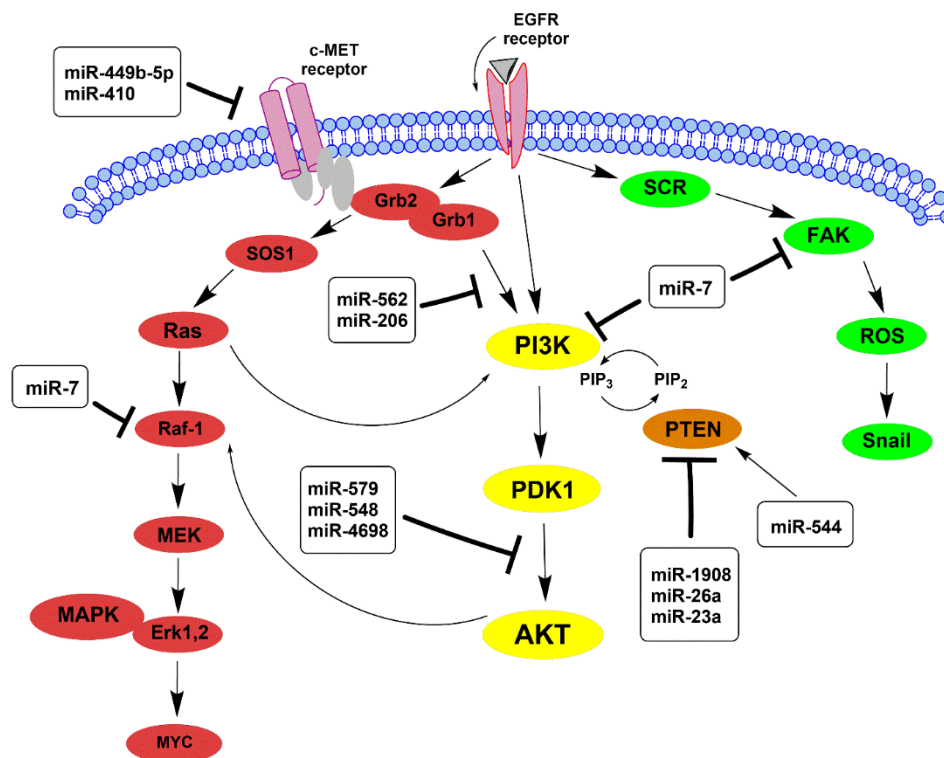 EGFR
receptor
c-MET
receptor
miR-449b-5p
miR-410
SCR
Grb2
Grb1
FAK
SOS1
miR-562
miR-206
miR-7
Ras
PI3K
ROS
PIP3
PIP2
miR-7
Raf-1
PTEN
Snail
miR-579
miR-548
miR-4698
PDK1
miR-544
MEK
miR-1908
miR-26a
miR-23a
MAPK
Erk1,2
AKT
MYC